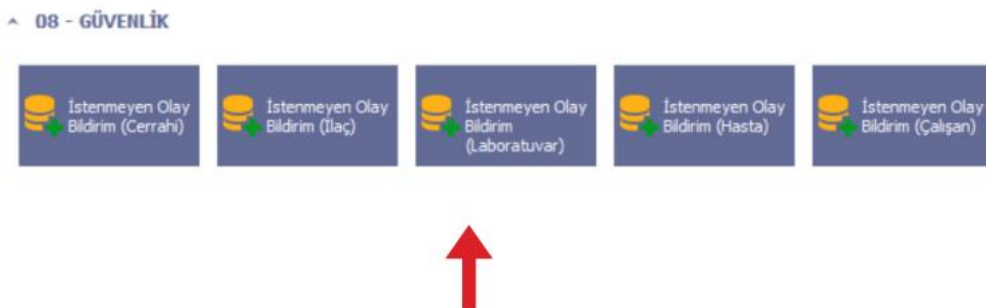 08 - GÜVENLİK
İstenmeyen Olay
Bildirim (Cerrahi)
İstenmeyen Olay
Bildirim (İlaç)
İstenmeyen Olay
Bildirim
(Laboratuvar)
İstenmeyen Olay
Bildirim (Hasta)
İstenmeyen Olay
Bildirim (Çalışan)